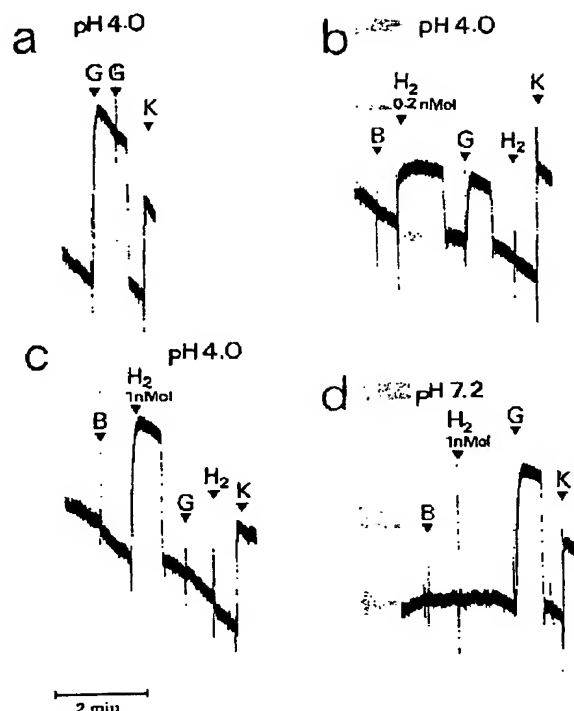 a pH 4.0
G G K
b pH 4.0
H₂
0.2 nMol
B G H₂ K
c pH 4.0
H₂
1nMol
B G H₂ K
d pH 7.2
H₂
1nMol
B G K
2 min